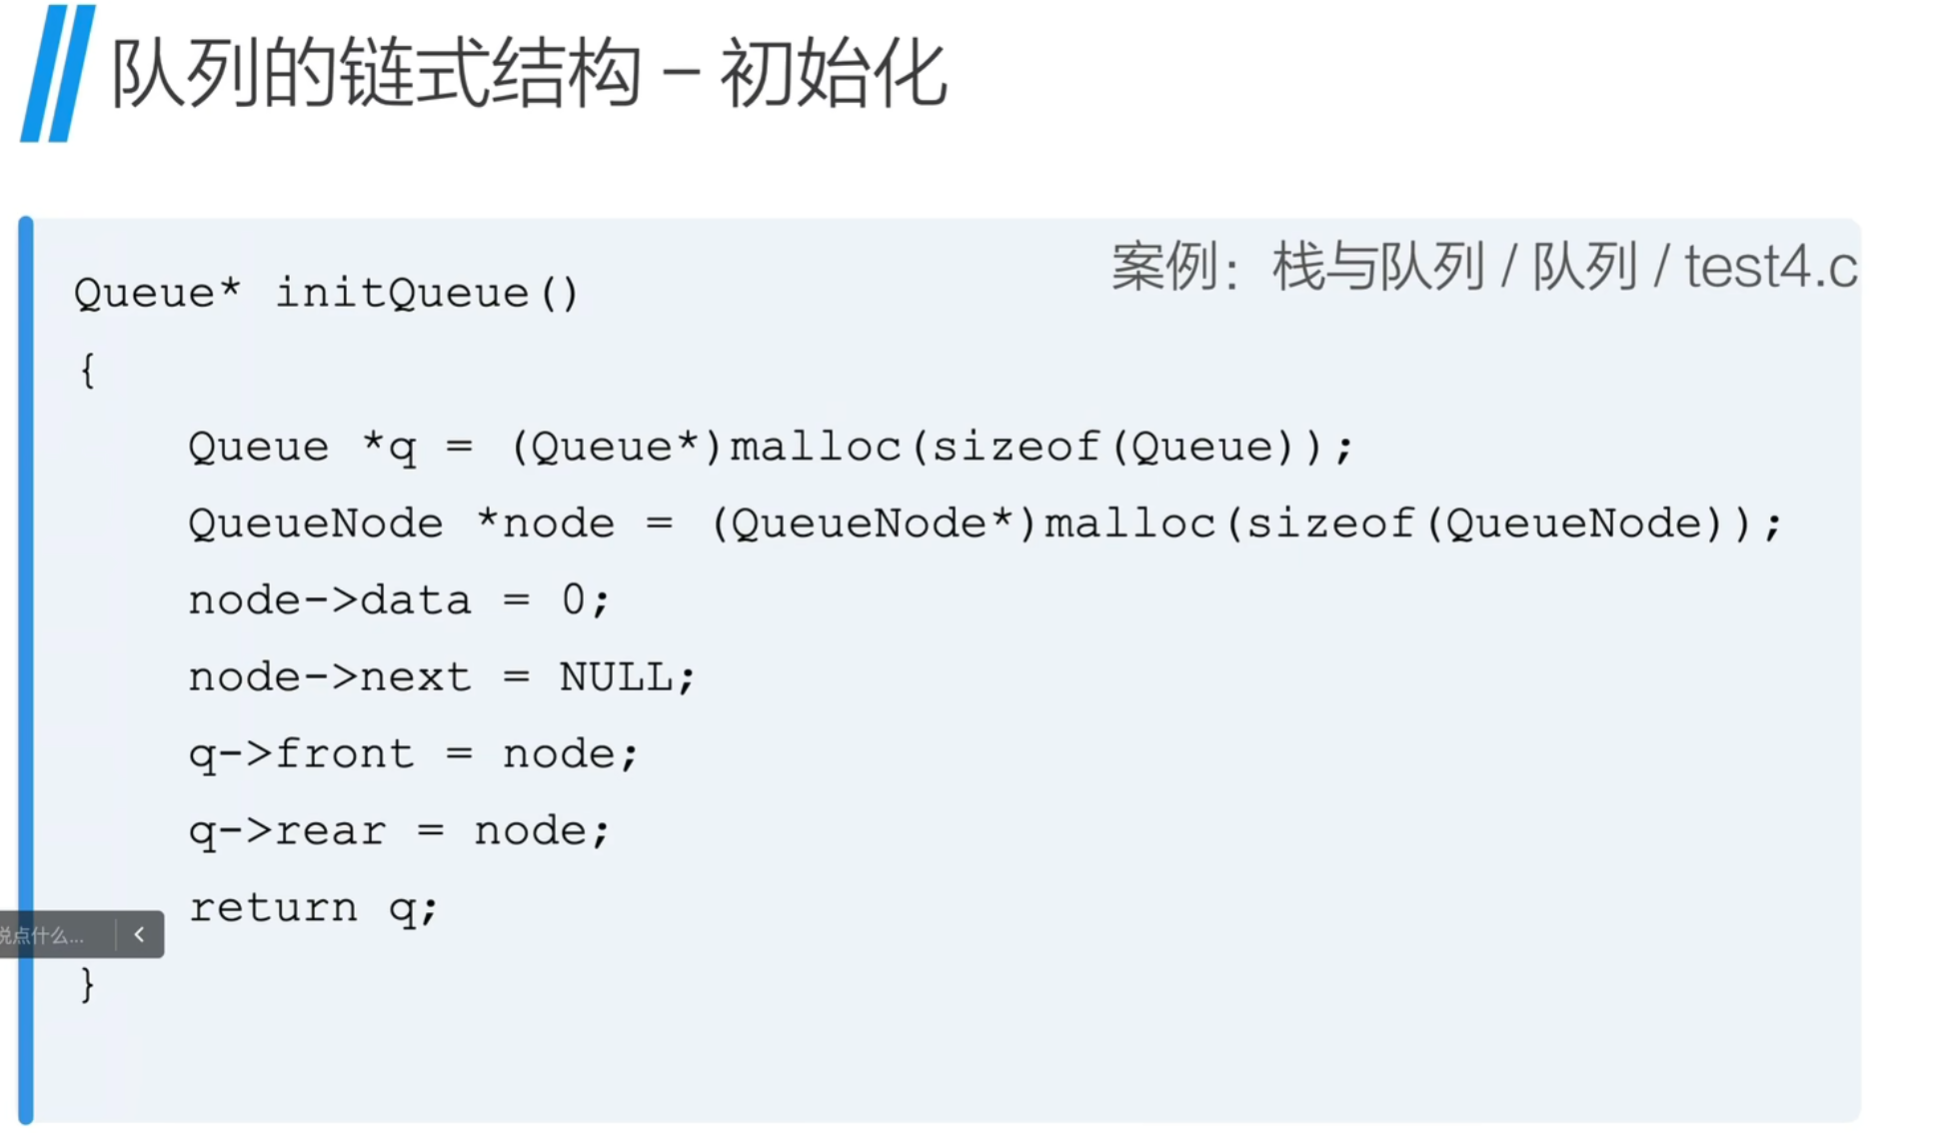 队列的链式结构 – 初始化
案例：栈与队列 / 队列 / test4.c
Queue* initQueue()
{
Queue *q = (Queue*)malloc(sizeof(Queue));
QueueNode *node = (QueueNode*)malloc(sizeof(QueueNode));
node->data = 0;
node->next = NULL;
q->front = node;
q->rear = node;
return q;
说点什么...
}